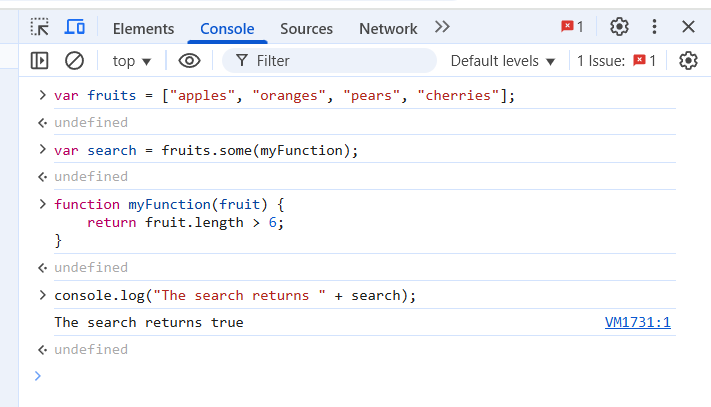 Elements Console Sources Network 1
top Filter Default levels 1 Issue: 1
var fruits = ["apples", "oranges", "pears", "cherries"];
undefined
var search = fruits.some(myFunction);
undefined
function myFunction(fruit) {
    return fruit.length > 6;
}
undefined
console.log("The search returns " + search);
The search returns true VM1731:1
undefined